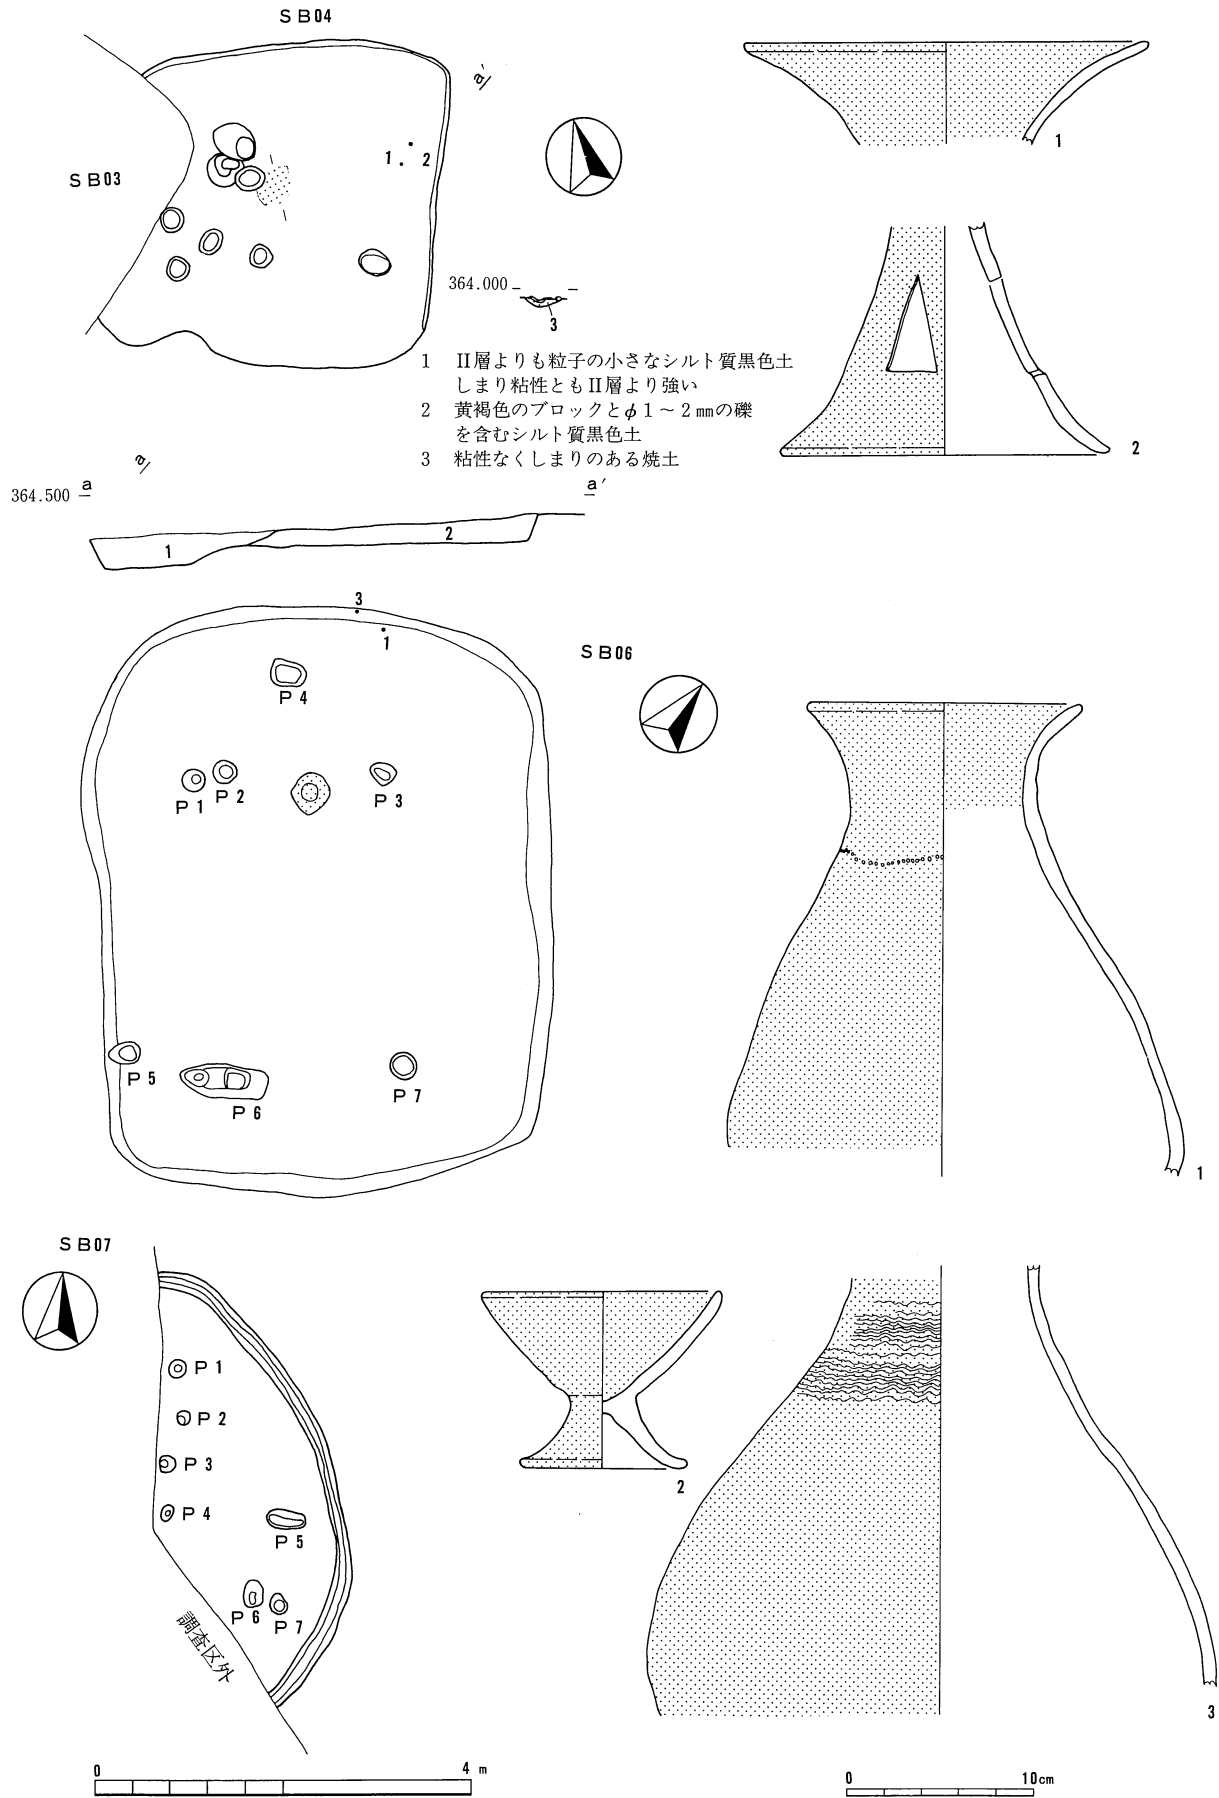 SB04
a′
SB03
1
2
1
364.000
3
1 Ⅱ層よりも粒子の小さなシルト質黒色土
しまり粘性ともⅡ層より強い
2 黄褐色のブロックとφ1～2㎜の礫
を含むシルト質黒色土
3 粘性なくしまりのある焼土
2
a
364.500 a
a′
1
2
3
1
SB06
P4
P1
P2
P3
P5
P6
P7
1
SB07
P1
P2
P3
P4
P5
P6
P7
調査区外
2
3
0 4 m
0 10cm